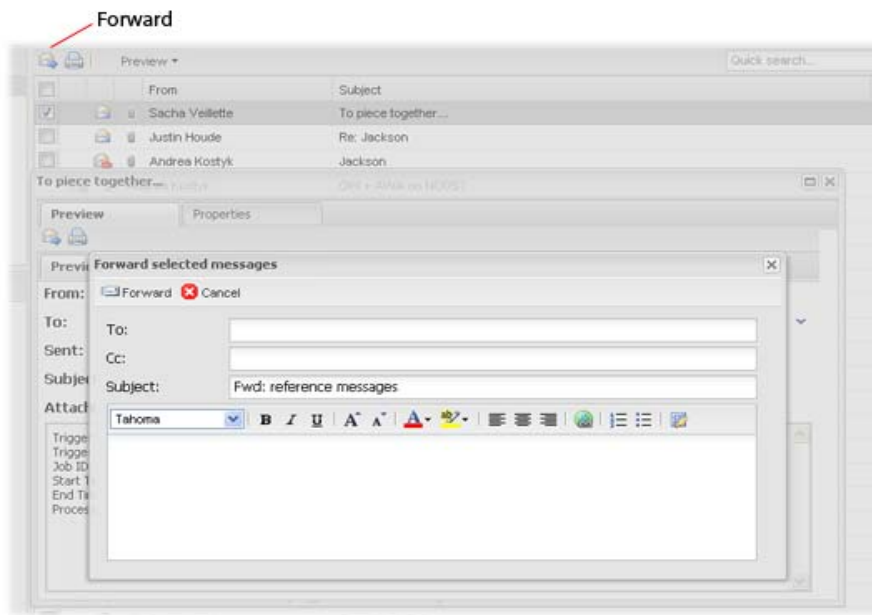 Forward
Preview
Quick search...
From Subject
Sacha Veillette To piece together...
Justin Houde Re: Jackson
Andrea Kostyk Jackson
To piece together...
Preview Properties
Forward selected messages
From:
Forward Cancel
To:
To:
Sent:
Cc:
Subject:
Fwd: reference messages
Tahoma
B I U A A A
Job ID